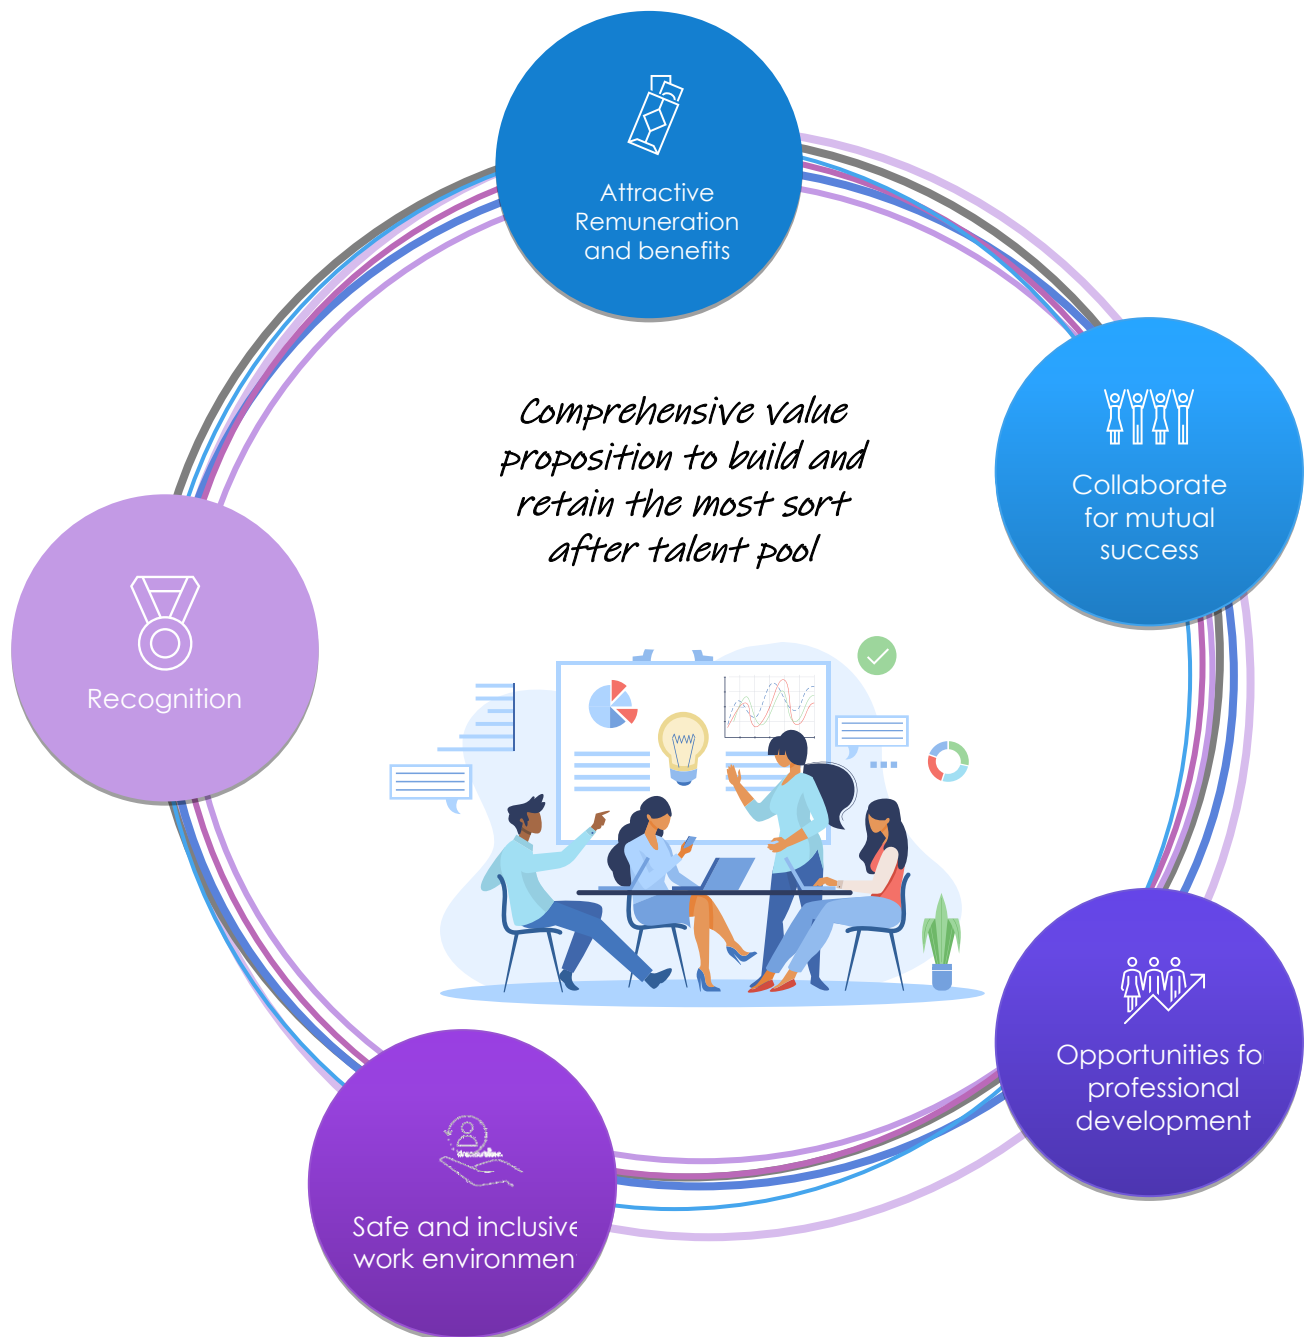 Attractive
Remuneration
and benefits
Comprehensive value
proposition to build and
retain the most sort
after talent pool
Collaborate
for mutual
success
Recognition
Opportunities fo
professional
development
Safe and inclusive
work environmen